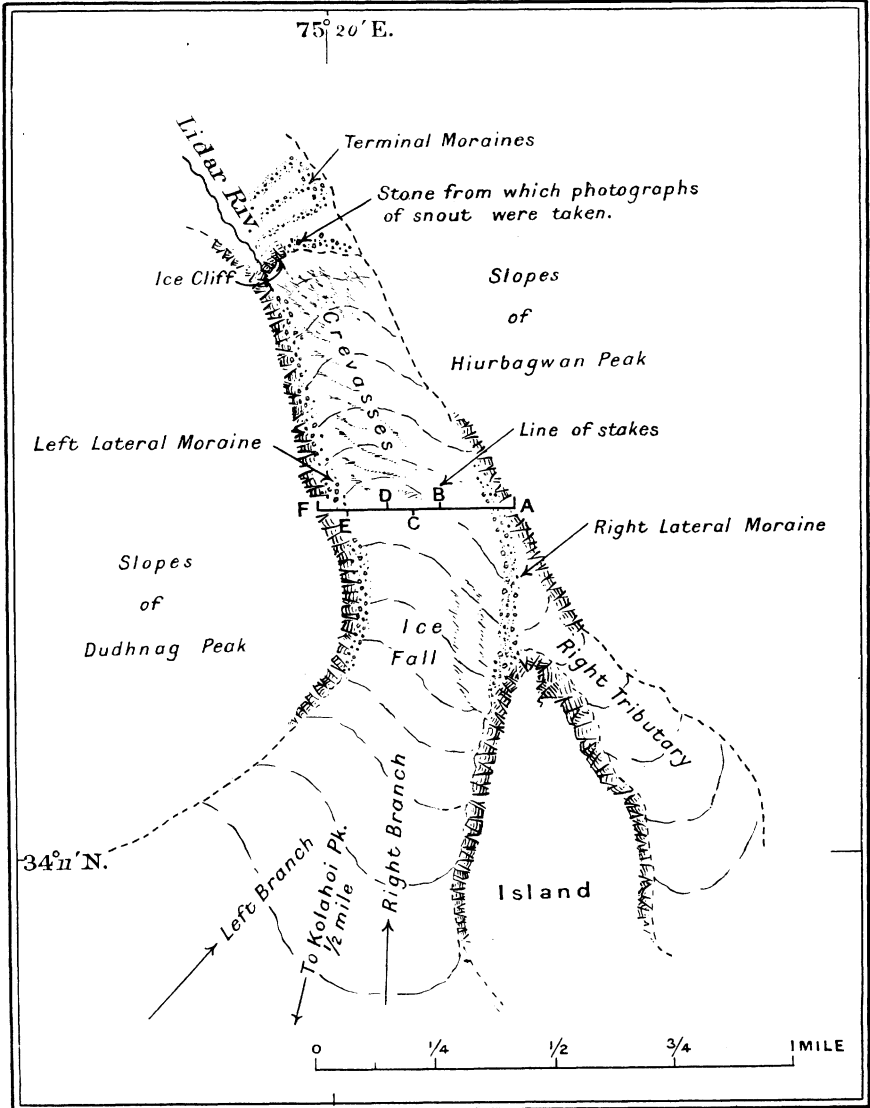 75° 20′ E.
Lidar Riv.
Terminal Moraines
Stone from which photographs
of snout were taken.
Ice Cliff
Slopes
of
Hiurbagwan Peak
Crevasses
Left Lateral Moraine
Line of stakes
F
E
D
C
B
A
Right Lateral Moraine
Slopes
of
Dudhnag Peak
Ice
Fall
Right Tributary
34° 11′ N.
Left Branch
To Kolahoi Pk.
1/2 mile
Right Branch
Island
0 1/4 1/2 3/4 1 MILE